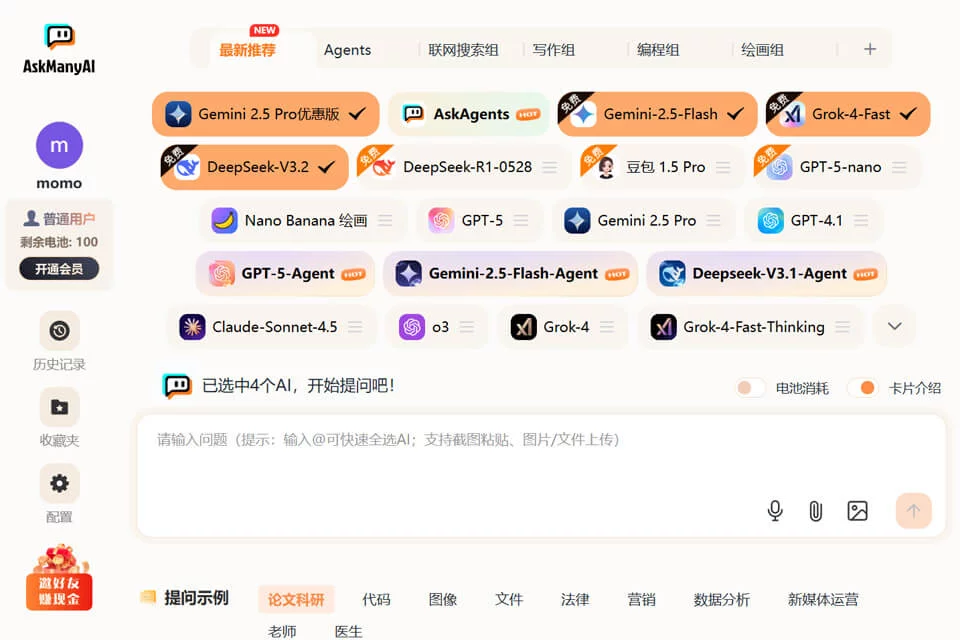 AskManyAI
NEW
最新推荐
Agents
联网搜索组
写作组
编程组
绘画组
Gemini 2.5 Pro优惠版
AskAgents HOT
免费 Gemini-2.5-Flash
免费 Grok-4-Fast
免费 DeepSeek-V3.2
免费 DeepSeek-R1-0528
免费 豆包 1.5 Pro
免费 GPT-5-nano
Nano Banana 绘画
GPT-5
Gemini 2.5 Pro
GPT-4.1
GPT-5-Agent HOT
Gemini-2.5-Flash-Agent HOT
Deepseek-V3.1-Agent HOT
Claude-Sonnet-4.5
o3
Grok-4
Grok-4-Fast-Thinking
m
momo
普通用户
剩余电池: 100
开通会员
历史记录
收藏夹
配置
邀好友
赚现金
已选中4个AI，开始提问吧!
电池消耗
卡片介绍
请输入问题（提示：输入@可快速全选AI；支持截图粘贴、图片/文件上传）
提问示例
论文科研
代码
图像
文件
法律
营销
数据分析
新媒体运营
老师
医生